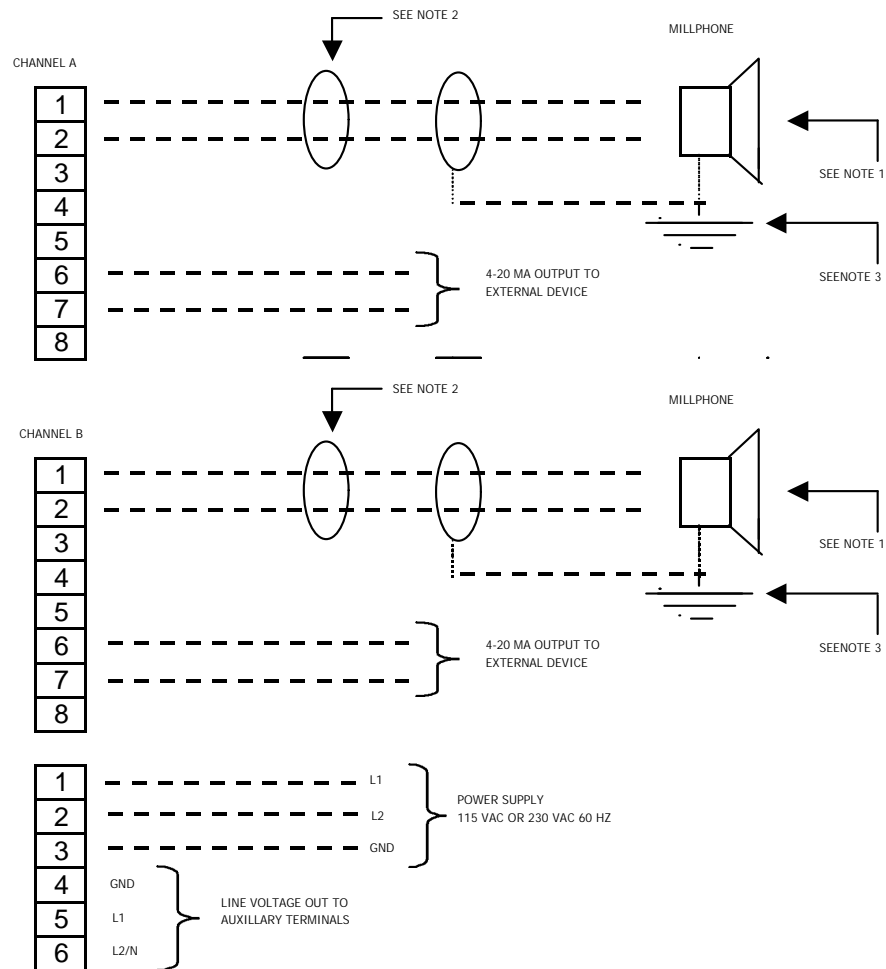 SEE NOTE 2
MILLPHONE
CHANNEL A
1
2
3
4
5
6
7
8
SEE NOTE 1
SEENOTE 3
4-20 MA OUTPUT TO
EXTERNAL DEVICE
SEE NOTE 2
MILLPHONE
CHANNEL B
1
2
3
4
5
6
7
8
SEE NOTE 1
SEENOTE 3
4-20 MA OUTPUT TO
EXTERNAL DEVICE
1
L1
2
L2
3
GND
POWER SUPPLY
115 VAC OR 230 VAC 60 HZ
4
GND
5
L1
6
L2/N
LINE VOLTAGE OUT TO
AUXILLARY TERMINALS